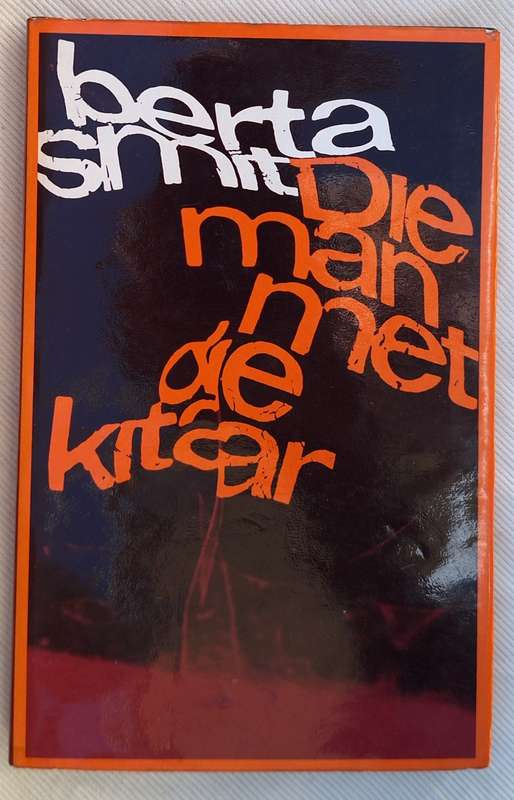 berta
smit
Die
man
met
die
kitaar